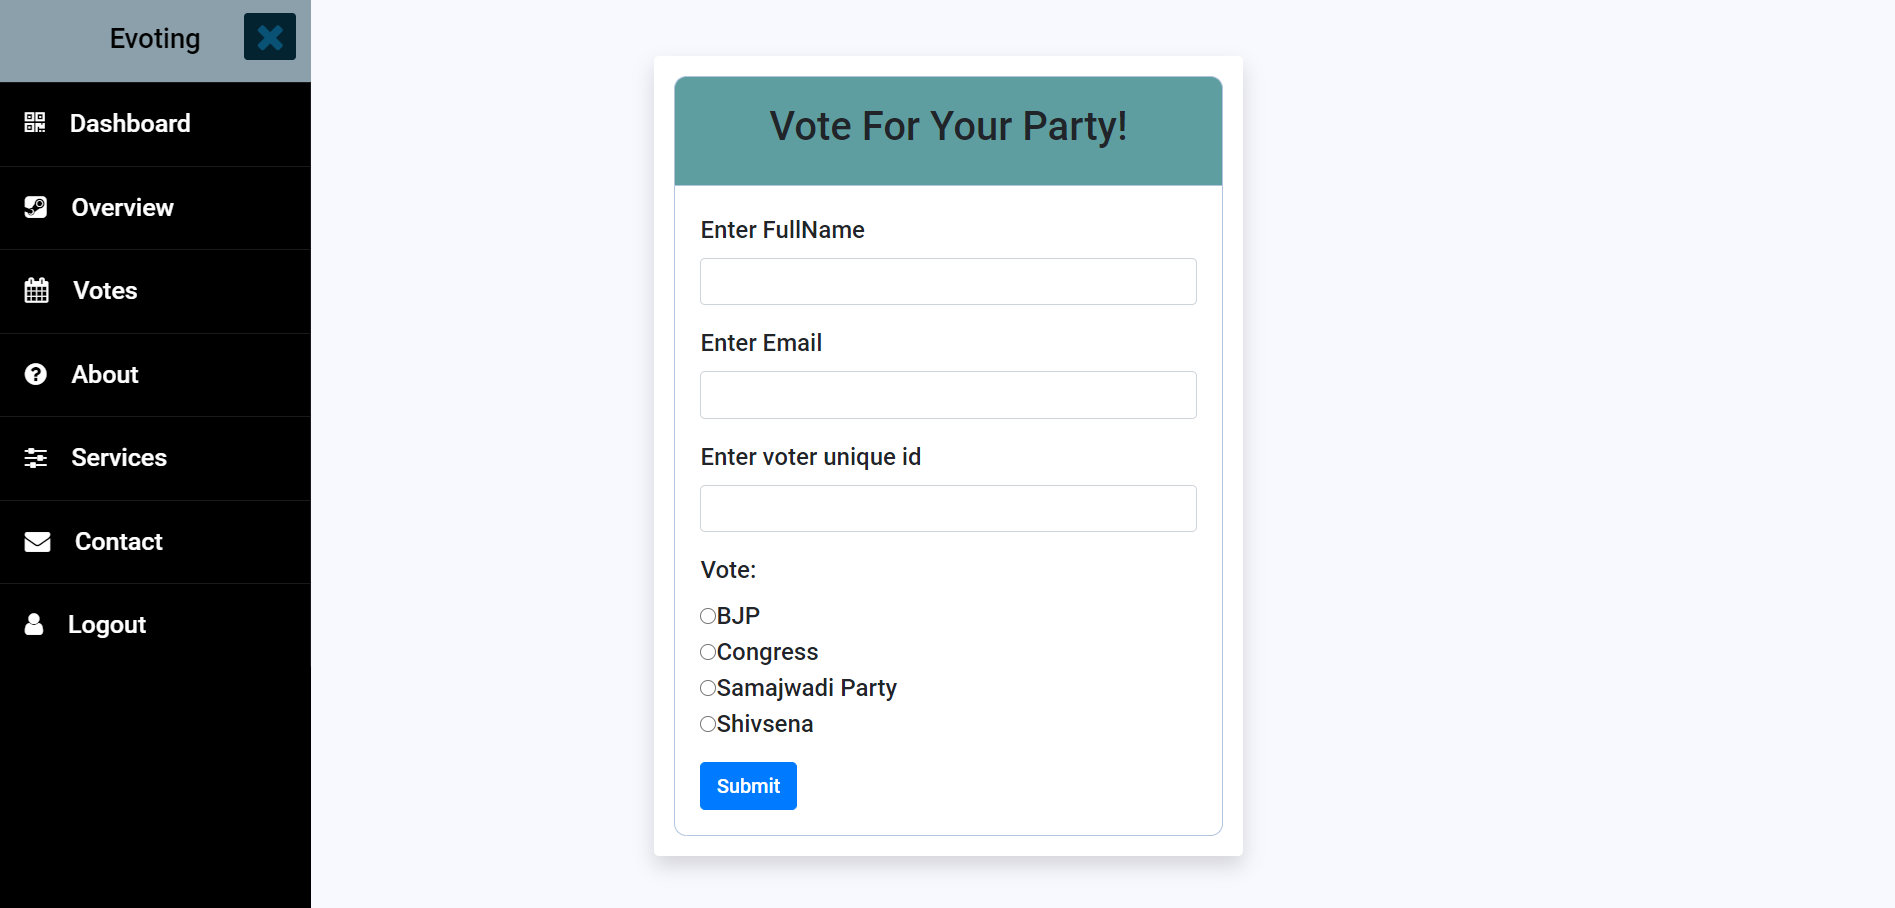 Evoting
Dashboard
Overview
Votes
About
Services
Contact
Logout
Vote For Your Party!
Enter FullName
Enter Email
Enter voter unique id
Vote:
BJP
Congress
Samajwadi Party
Shivsena
Submit